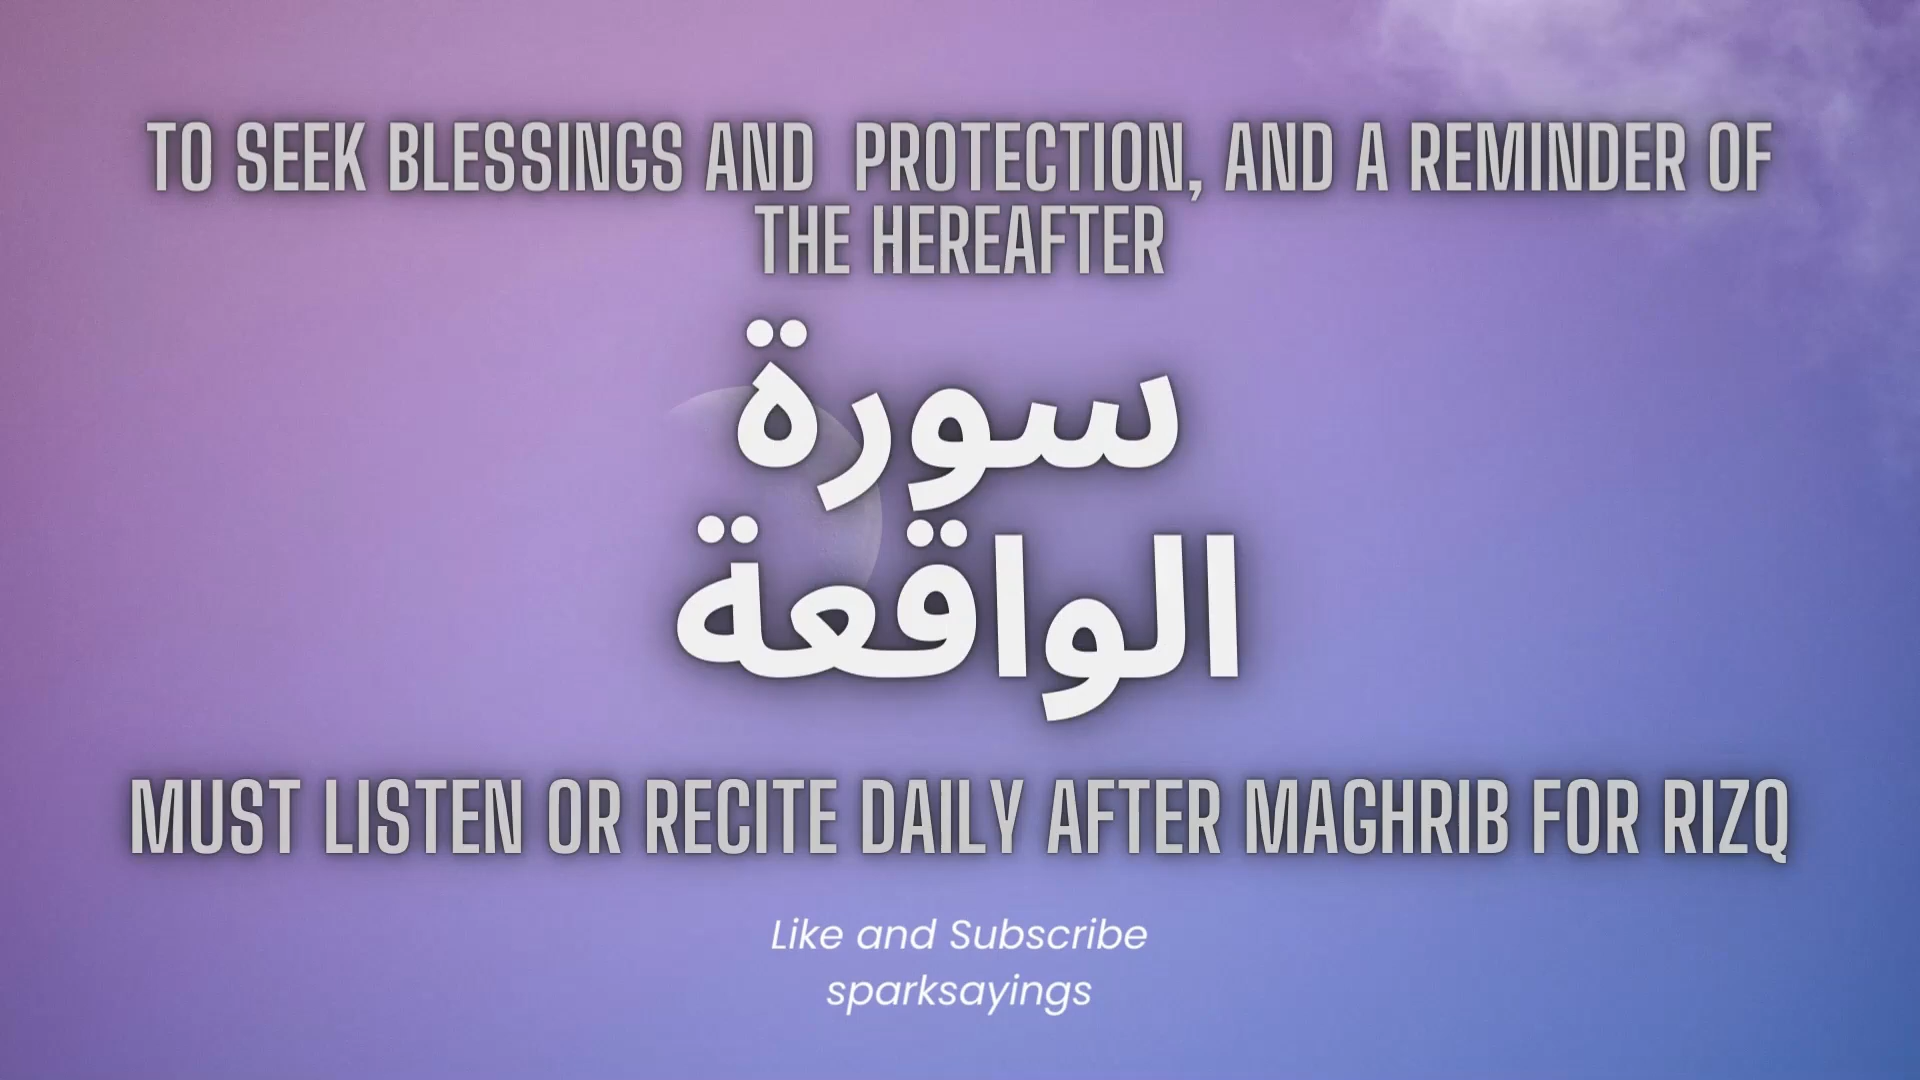 TO SEEK BLESSINGS AND PROTECTION, AND A REMINDER OF
THE HEREAFTER
سورة
الواقعة
MUST LISTEN OR RECITE DAILY AFTER MAGHRIB FOR RIZQ
Like and Subscribe
sparksayings